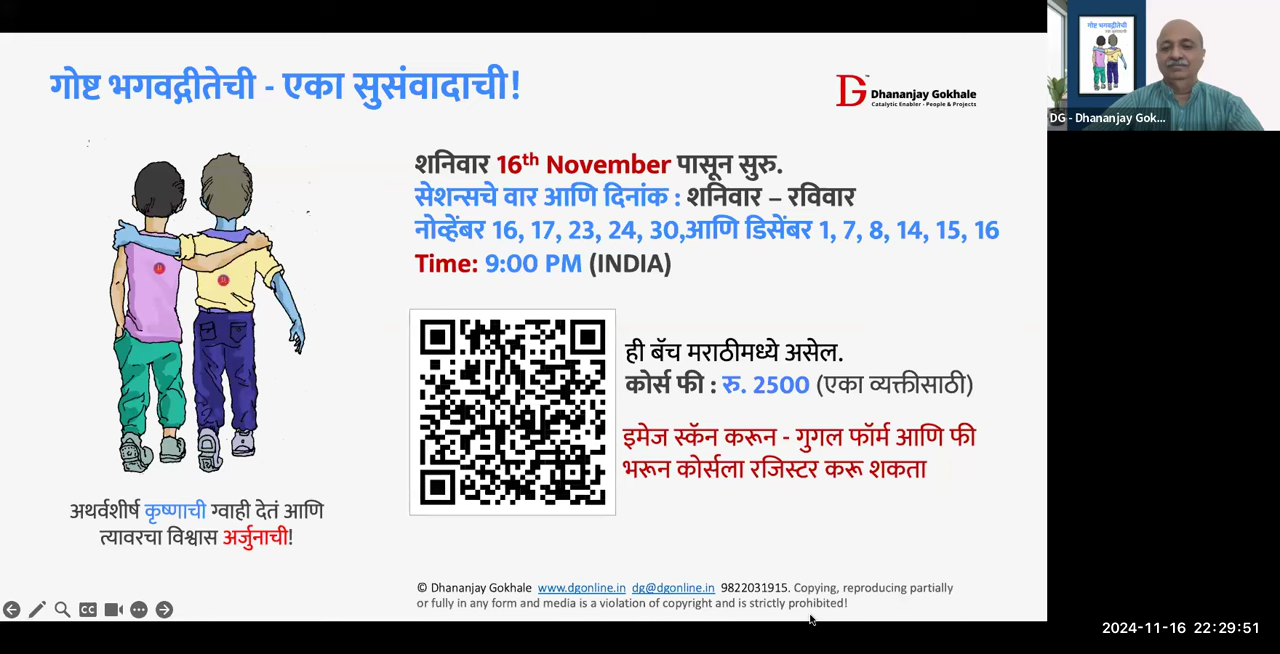 गोष्ट भगवद्गीतेची - एका सुसंवादाची!
Dhananjay Gokhale
Catalytic Enabler - People & Projects
शनिवार 16th November पासून सुरु.
सेशन्सचे वार आणि दिनांक : शनिवार – रविवार
नोव्हेंबर 16, 17, 23, 24, 30,आणि डिसेंबर 1, 7, 8, 14, 15, 16
Time: 9:00 PM (INDIA)
ही बॅच मराठीमध्ये असेल.
कोर्स फी : रु. 2500 (एका व्यक्तीसाठी)
इमेज स्कॅन करून - गुगल फॉर्म आणि फी
भरून कोर्सला रजिस्टर करू शकता
अथर्वशीर्ष कृष्णाची ग्वाही देतं आणि
त्यावरचा विश्वास अर्जुनाची!
© Dhananjay Gokhale www.dgonline.in dg@dgonline.in 9822031915. Copying, reproducing partially
or fully in any form and media is a violation of copyright and is strictly prohibited!
CC
गोष्ट भगवद्गीतेची
DG - Dhananjay Gok...
2024-11-16 22:29:51